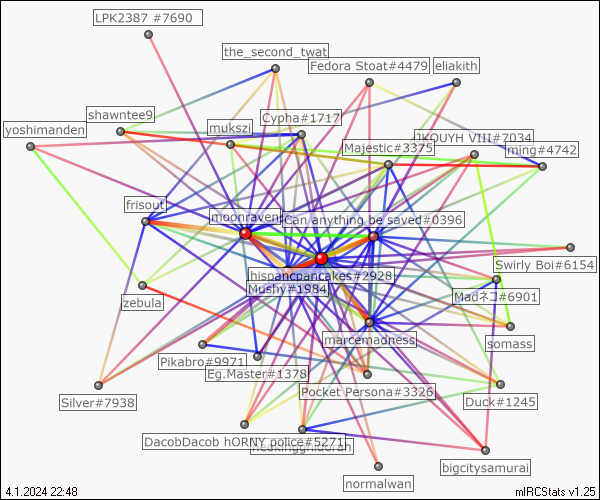 LPK2387 #7690
the_second_twat
Fedora Stoat#4479
eliakith
shawntee9
Cypha#1717
yoshimanden
mukszi
VIII#7034
Majestic#3375
ming#4742
frisout
moonraven
Can anything be saved#0396
Swirly Boi#6154
hispancpancakes#2928
Mushy#1984
Madネコ#6901
zebula
marcemadness
somass
Pikabro#9971
Eg.Master#1378
Pocket Persona#3326
Silver#7938
Duck#1245
DacobDacob hORNY police#5271
bigcitysamurai
normalwan
4.1.2024 22:48
mIRCStats v1.25